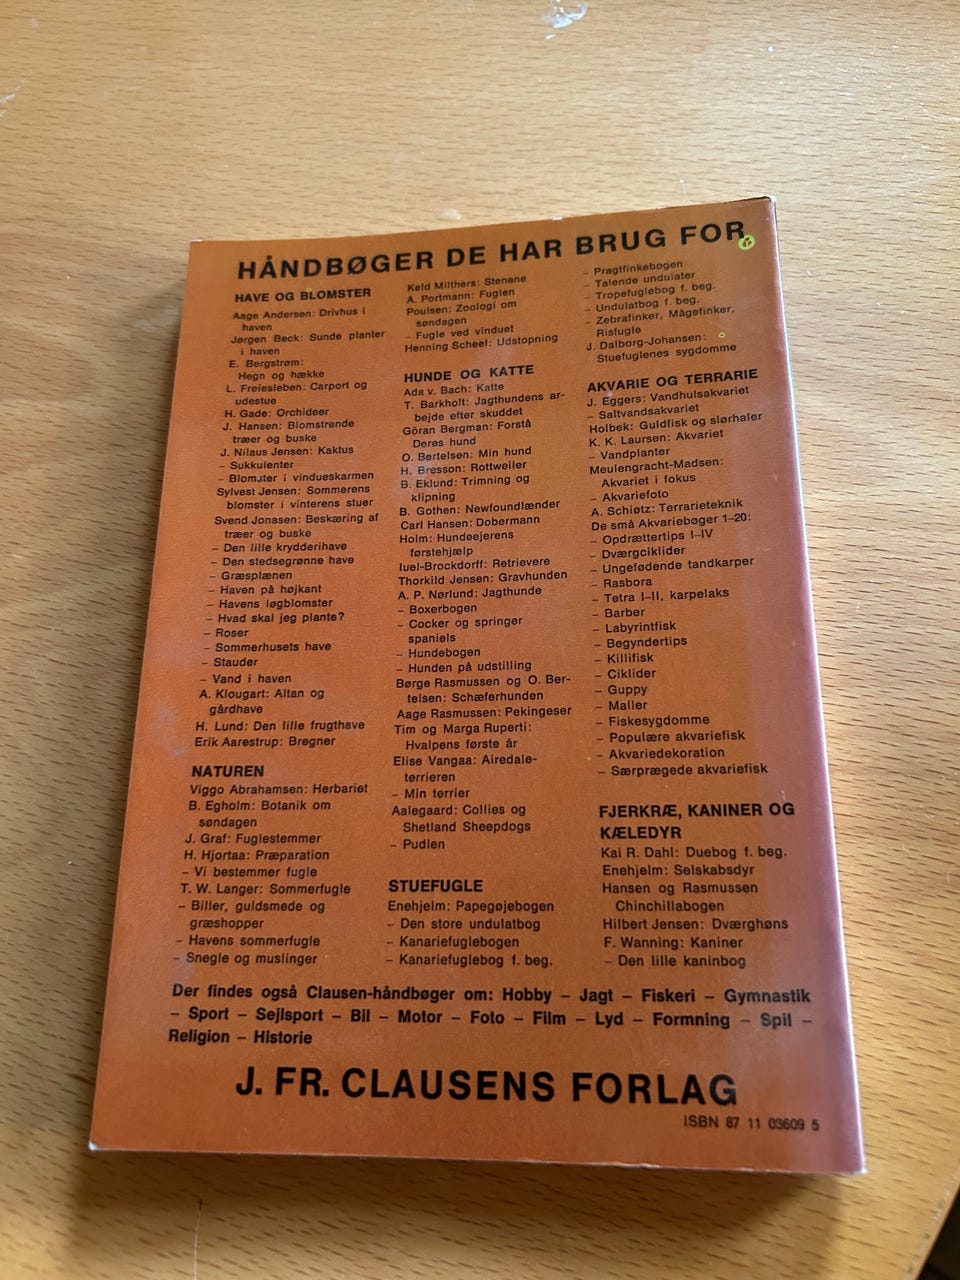 HÅNDBØGER DE HAR BRUG FOR
HAVE OG BLOMSTER
Aage Andersen: Drivhus i
haven
Jørgen Beck: Sunde planter
i haven
E. Bergstrøm:
Hegn og hække
L. Freiesleben: Carport og
udestue
H. Gade: Orchideer
J. Hansen: Blomstrende
træer og buske
J. Nilaus Jensen: Kaktus
– Sukkulenter
– Blomster i vindueskarmen
Sylvest Jensen: Sommerens
blomster i vinterens stuer
Svend Jonasen: Beskæring af
træer og buske
– Den lille krydderihave
– Den stedsegrønne have
– Græsplænen
– Haven på højkant
– Havens løgblomster
– Hvad skal jeg plante?
– Roser
– Sommerhusets have
– Stauder
– Vand i haven
A. Klougart: Altan og
gårdhave
H. Lund: Den lille frugthave
Erik Aarestrup: Bregner
NATUREN
Viggo Abrahamsen: Herbariet
B. Egholm: Botanik om
søndagen
J. Graf: Fuglestemmer
H. Hjortaa: Præparation
– Vi bestemmer fugle
T. W. Langer: Sommerfugle
– Biller, guldsmede og
græshopper
– Havens sommerfugle
– Snegle og muslinger
Keld Milthers: Stenene
A. Portmann: Fuglen
Poulsen: Zoologi om
søndagen
– Fugle ved vinduet
Henning Scheel: Udstopning
HUNDE OG KATTE
Ada v. Bach: Katte
T. Barkholt: Jagthundens ar-
bejde efter skuddet
Göran Bergman: Forstå
Deres hund
O. Bertelsen: Min hund
H. Bresson: Rottweiler
B. Eklund: Trimning og
klipning
B. Gothen: Newfoundlænder
Carl Hansen: Dobermann
Holm: Hundeejerens
førstehjælp
Iuel-Brockdorff: Retrievere
Thorkild Jensen: Gravhunden
A. P. Nørlund: Jagthunde
– Boxerbogen
– Cocker og springer
spaniels
– Hundebogen
– Hunden på udstilling
Børge Rasmussen og O. Ber-
telsen: Schæferhunden
Aage Rasmussen: Pekingeser
Tim og Marga Ruperti:
Hvalpens første år
Elise Vangaa: Airedale-
terrieren
– Min terrier
Aalegaard: Collies og
Shetland Sheepdogs
– Pudlen
STUEFUGLE
Enehjelm: Papegøjebogen
– Den store undulatbog
– Kanariefuglebogen
– Kanariefuglebog f. beg.
– Pragtfinkebogen
– Talende undulater
– Tropefuglebog f. beg.
– Undulatbog f. beg.
– Zebrafinker, Mågefinker,
Risfugle
J. Dalborg-Johansen:
Stuefuglenes sygdomme
AKVARIE OG TERRARIE
J. Eggers: Vandhulsakvariet
– Saltvandsakvariet
Holbek: Guldfisk og slørhaler
K. K. Laursen: Akvariet
– Vandplanter
Meulengracht-Madsen:
Akvariet i fokus
– Akvariefoto
A. Schiøtz: Terrarieteknik
De små Akvariebøger 1–20:
– Opdrættertips I–IV
– Dværgciklider
– Ungefødende tandkarper
– Rasbora
– Tetra I–II, karpelaks
– Barber
– Labyrintfisk
– Begyndertips
– Killifisk
– Ciklider
– Guppy
– Maller
– Fiskesygdomme
– Populære akvariefisk
– Akvariedekoration
– Særprægede akvariefisk
FJERKRÆ, KANINER OG
KÆLEDYR
Kai R. Dahl: Duebog f. beg.
Enehjelm: Selskabsdyr
Hansen og Rasmussen
Chinchillabogen
Hilbert Jensen: Dværghøns
F. Wanning: Kaniner
– Den lille kaninbog
Der findes også Clausen-håndbøger om: Hobby – Jagt – Fiskeri – Gymnastik
– Sport – Sejlsport – Bil – Motor – Foto – Film – Lyd – Formning – Spil –
Religion – Historie
J. FR. CLAUSENS FORLAG
ISBN 87 11 03609 5